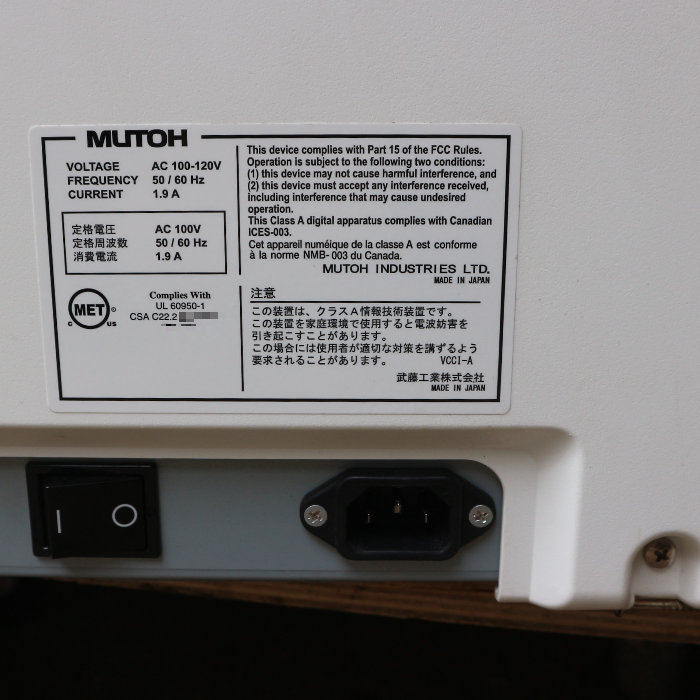 MUTOH
VOLTAGE AC 100-120V
FREQUENCY 50 / 60 Hz
CURRENT 1.9 A
定格電圧 AC 100V
定格周波数 50 / 60 Hz
消費電流 1.9 A
MET
C US
Complies With
UL 60950-1
CSA C22.2
This device complies with Part 15 of the FCC Rules.
Operation is subject to the following two conditions:
(1) this device may not cause harmful interference, and
(2) this device must accept any interference received,
including interference that may cause undesired
operation.
This Class A digital apparatus complies with Canadian
ICES-003.
Cet appareil numéique de la classe A est conforme
à la norme NMB-003 du Canada.
MUTOH INDUSTRIES LTD.
MADE IN JAPAN
注意
この装置は、クラスA情報技術装置です。
この装置を家庭環境で使用すると電波妨害を
引き起こすことがあります。
この場合には使用者が適切な対策を講ずるよう
要求されることがあります。 VCCI-A
武藤工業株式会社
MADE IN JAPAN